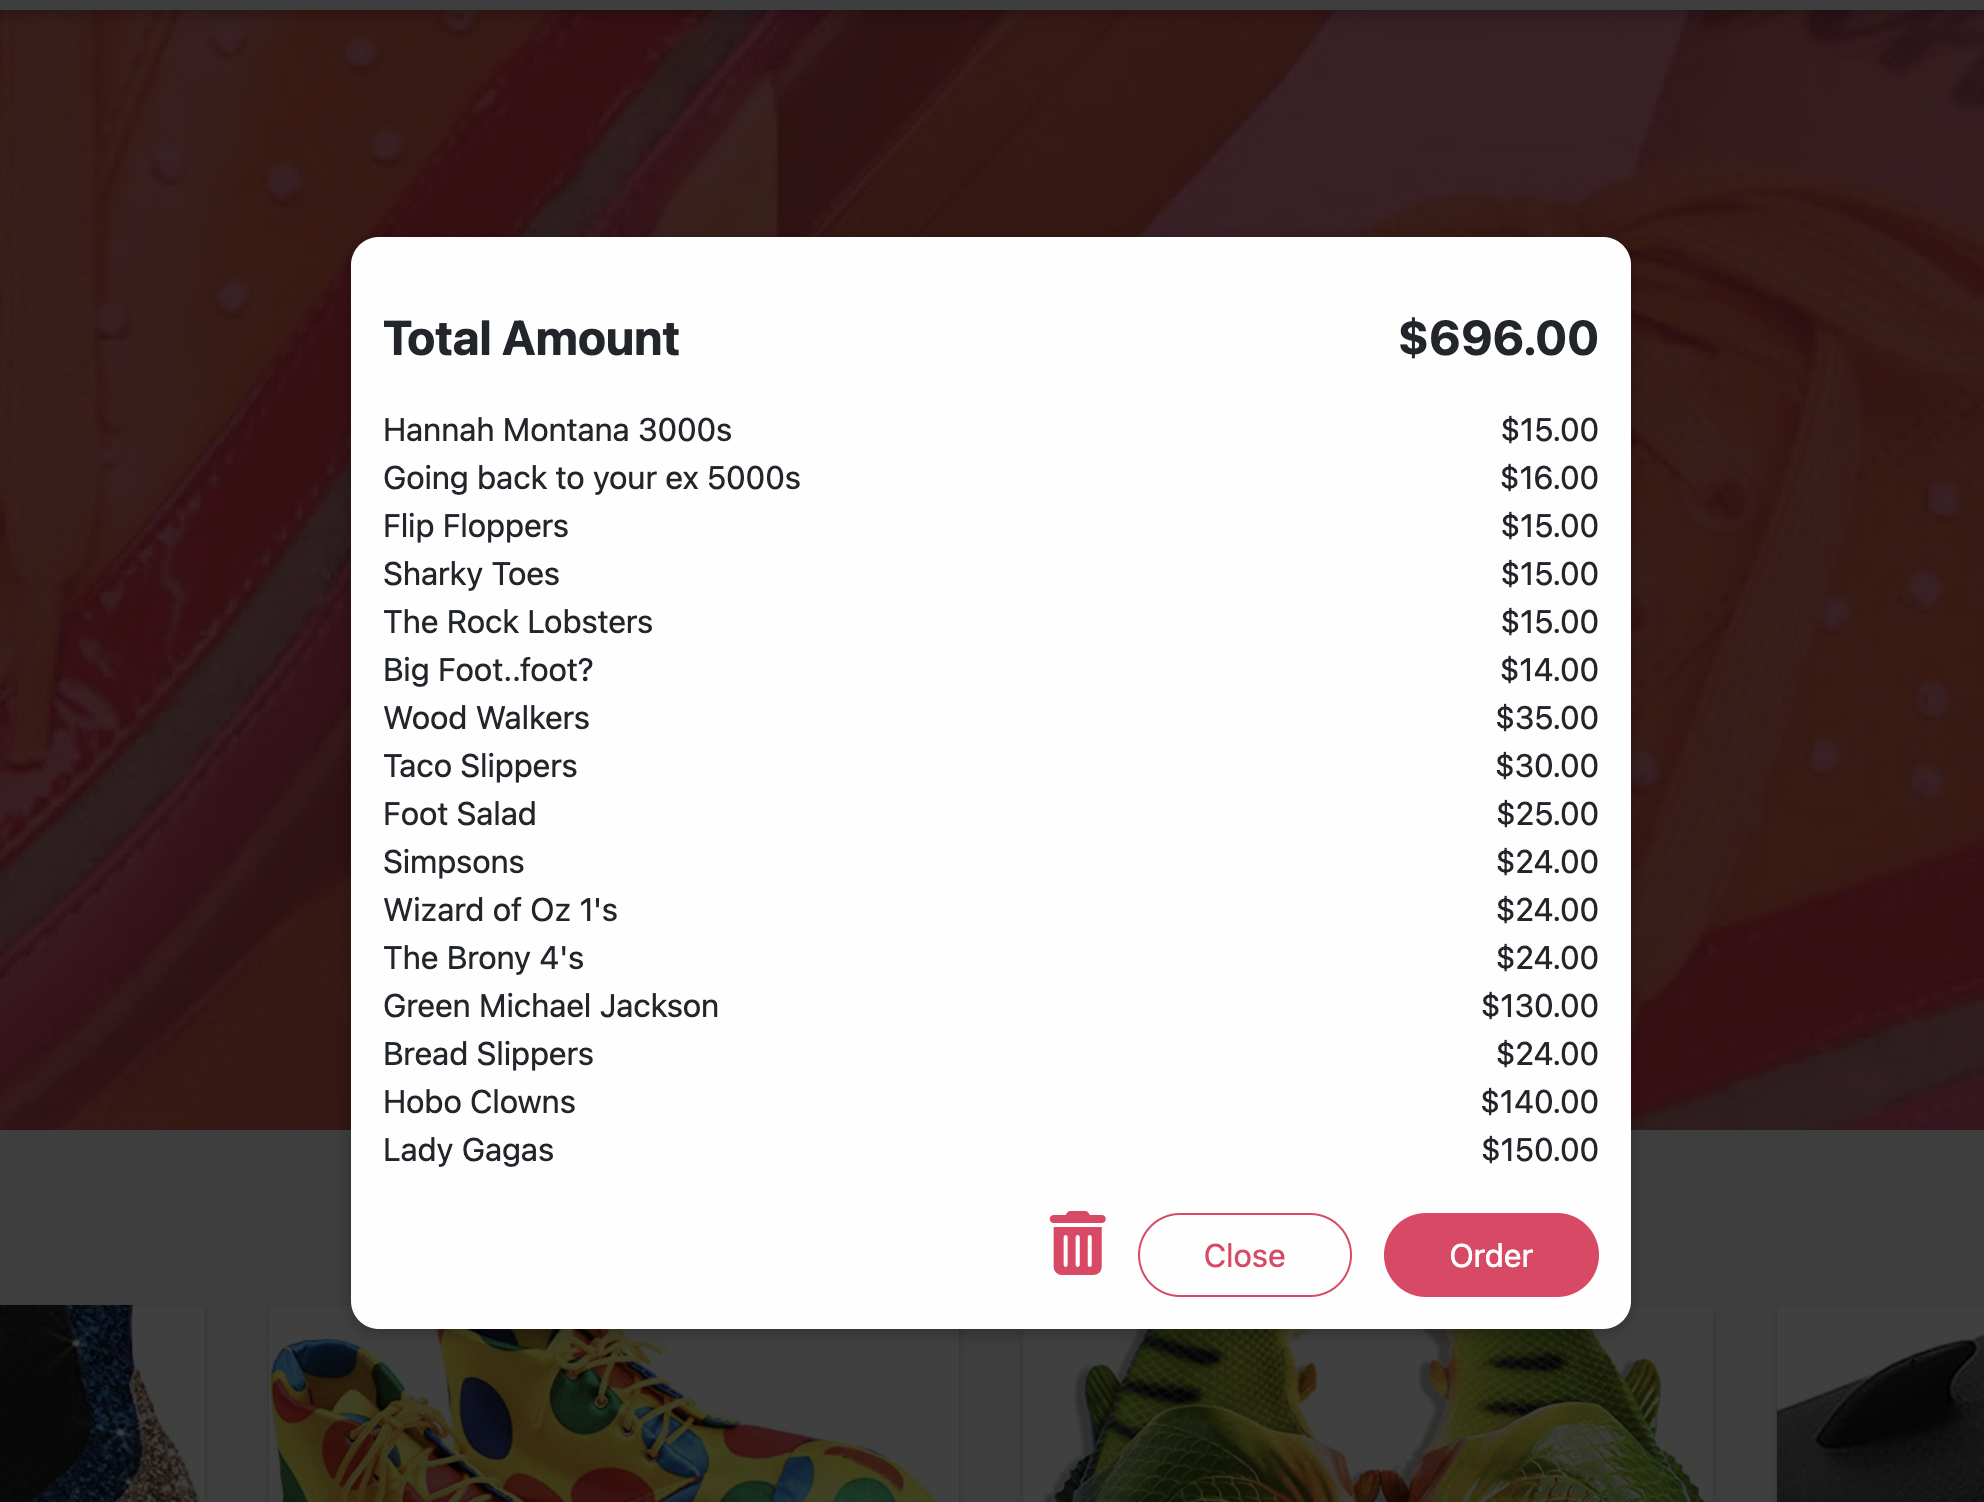 Total Amount $696.00
Hannah Montana 3000s $15.00
Going back to your ex 5000s $16.00
Flip Floppers $15.00
Sharky Toes $15.00
The Rock Lobsters $15.00
Big Foot..foot? $14.00
Wood Walkers $35.00
Taco Slippers $30.00
Foot Salad $25.00
Simpsons $24.00
Wizard of Oz 1's $24.00
The Brony 4's $24.00
Green Michael Jackson $130.00
Bread Slippers $24.00
Hobo Clowns $140.00
Lady Gagas $150.00
Close Order